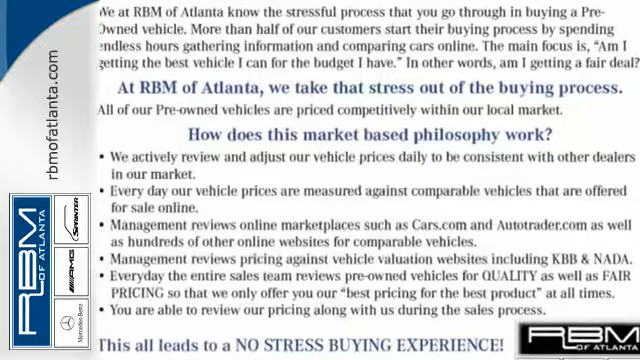 We at RBM of Atlanta know the stressful process that you go through in buying a Pre-
Owned vehicle. More than half of our customers start their buying process by spending
endless hours gathering information and comparing cars online. The main focus is, "Am I
getting the best vehicle I can for the budget I have." In other words, am I getting a fair deal?
At RBM of Atlanta, we take that stress out of the buying process.
All of our Pre-owned vehicles are priced competitively within our local market.
How does this market based philosophy work?
• We actively review and adjust our vehicle prices daily to be consistent with other dealers
in our market.
• Every day our vehicle prices are measured against comparable vehicles that are offered
for sale online.
• Management reviews online marketplaces such as Cars.com and Autotrader.com as well
as hundreds of other online websites for comparable vehicles.
• Management reviews pricing against vehicle valuation websites including KBB & NADA.
• Everyday the entire sales team reviews pre-owned vehicles for QUALITY as well as FAIR
PRICING so that we only offer you our "best pricing for the best product" at all times.
• You are able to review our pricing along with us during the sales process.
This all leads to a NO STRESS BUYING EXPERIENCE!
rbmofatlanta.com
RBM
OF ATLANTA
SPRINTER
AMG
Mercedes-Benz
RBM
OF ATLANTA